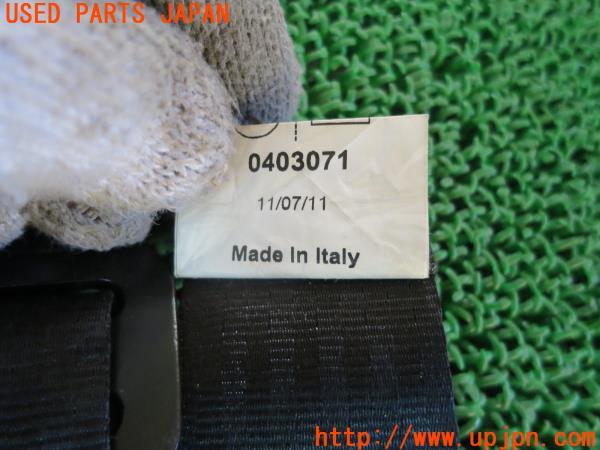 USED PARTS JAPAN
0403071
11/07/11
Made In Italy
http://www.upjpn.com